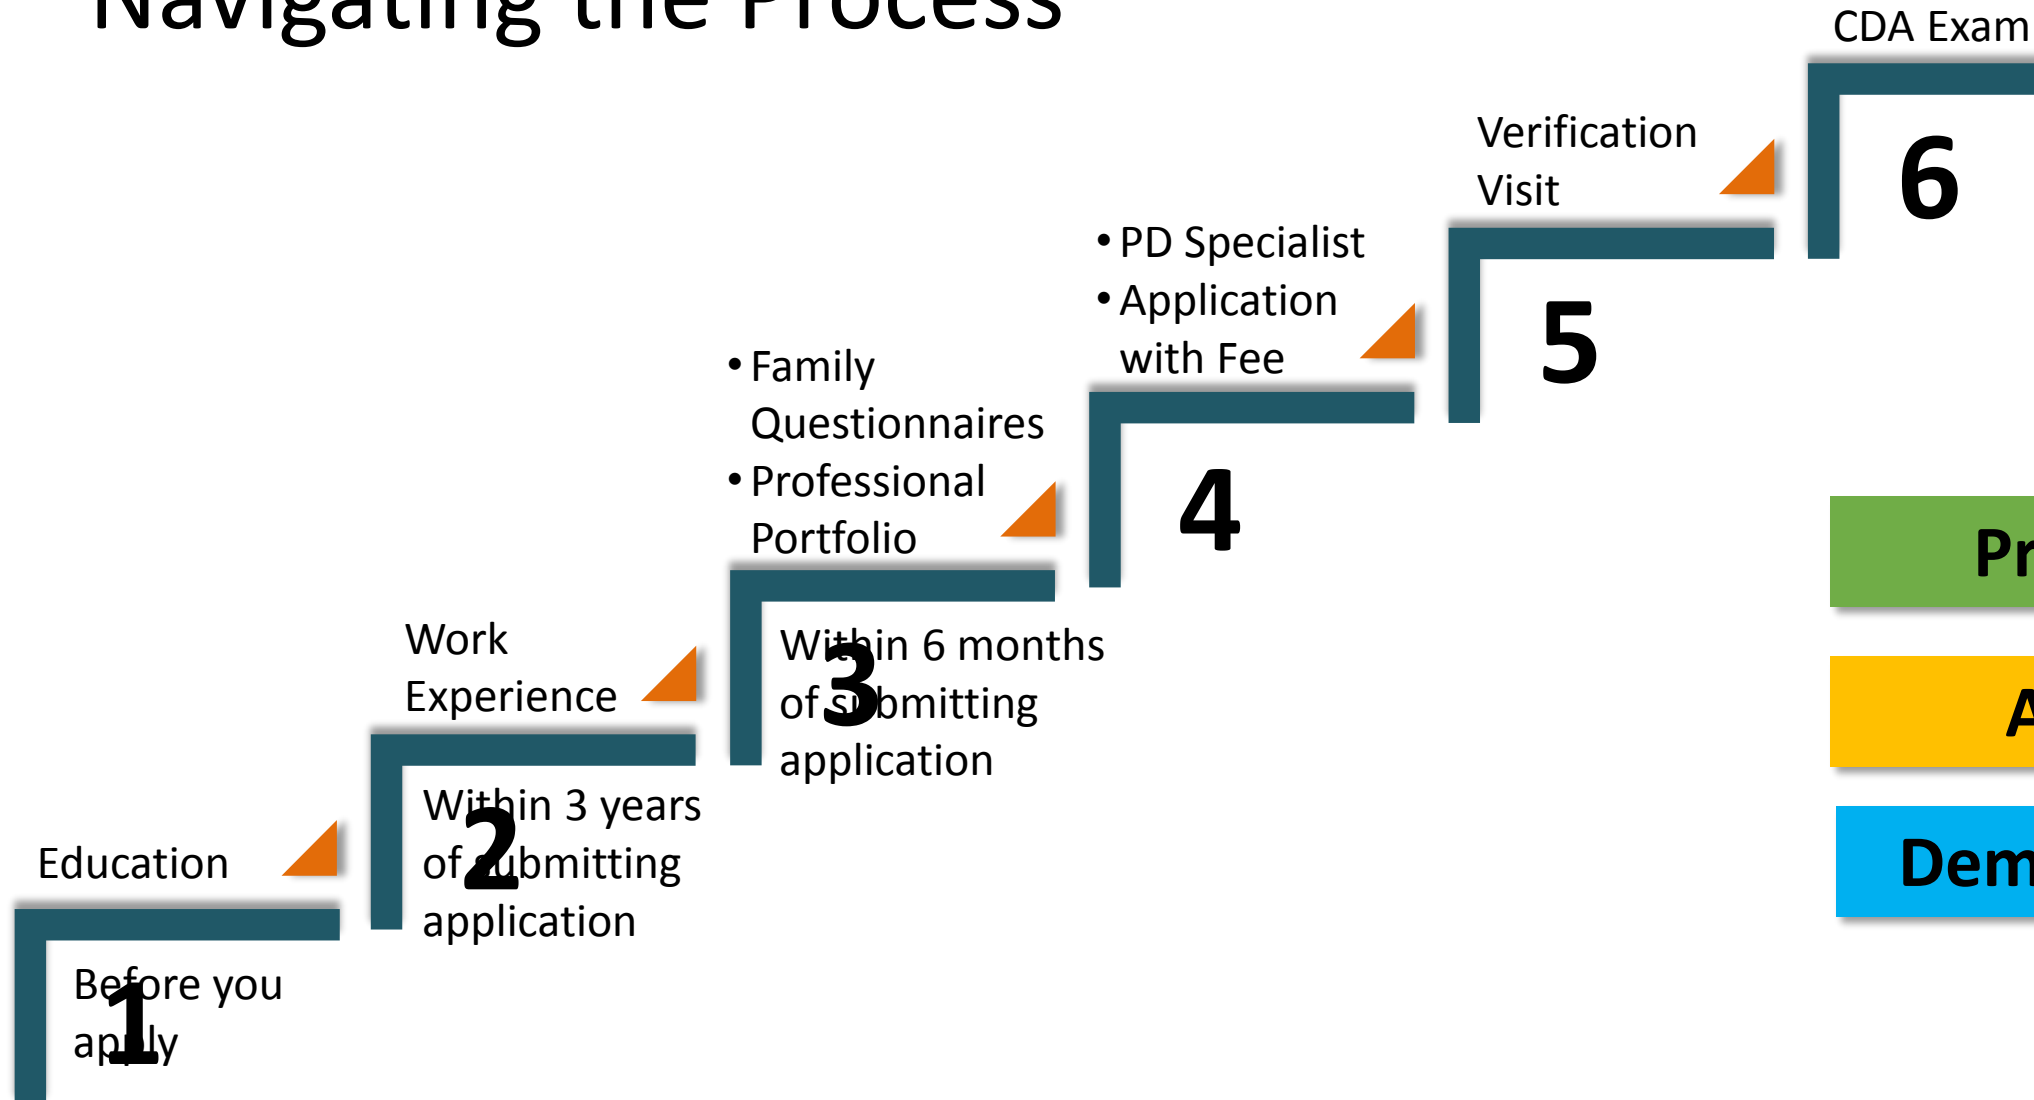 Navigating the Process
Education
1
Before you
apply
Work
Experience
2
Within 3 years
of submitting
application
• Family
Questionnaires
• Professional
Portfolio
3
Within 6 months
of submitting
application
• PD Specialist
• Application
with Fee
4
Verification
Visit
5
CDA Exam
6